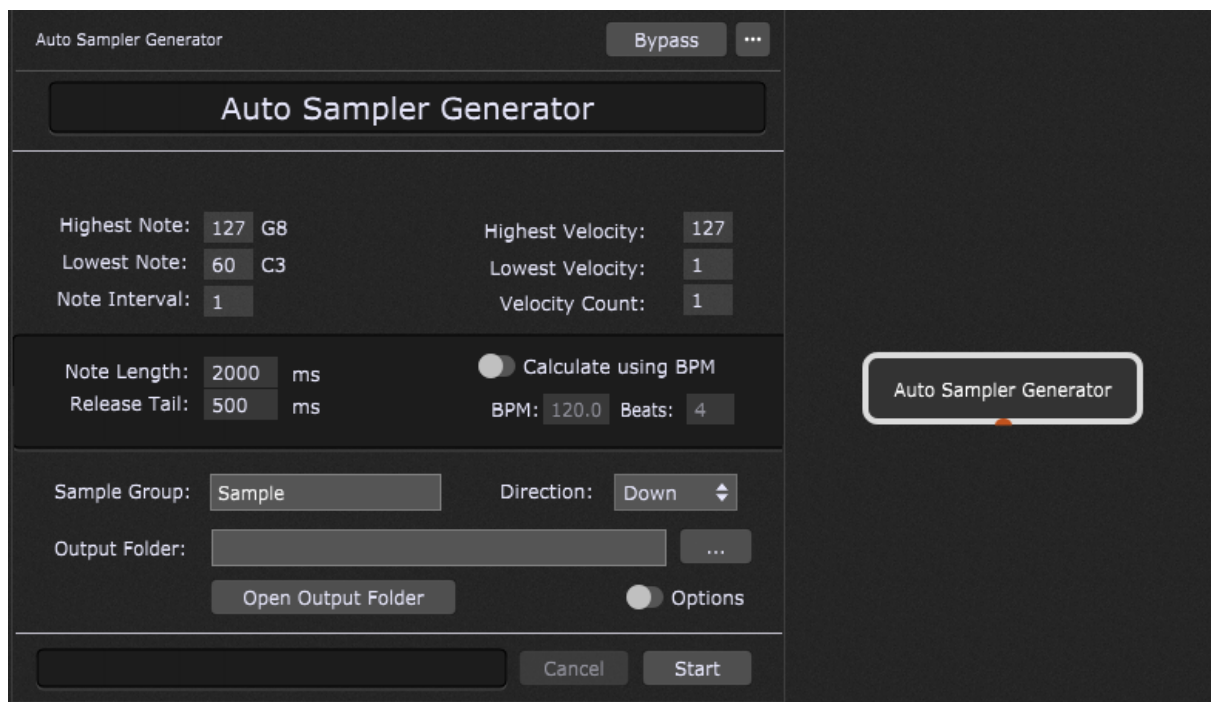 Auto Sampler Generator Bypass ...
Auto Sampler Generator
Highest Note: 127 G8 Highest Velocity: 127
Lowest Note: 60 C3 Lowest Velocity: 1
Note Interval: 1 Velocity Count: 1
Note Length: 2000 ms Calculate using BPM
Release Tail: 500 ms BPM: 120.0 Beats: 4
Auto Sampler Generator
Sample Group: Sample Direction: Down
Output Folder: ...
Open Output Folder Options
Cancel Start